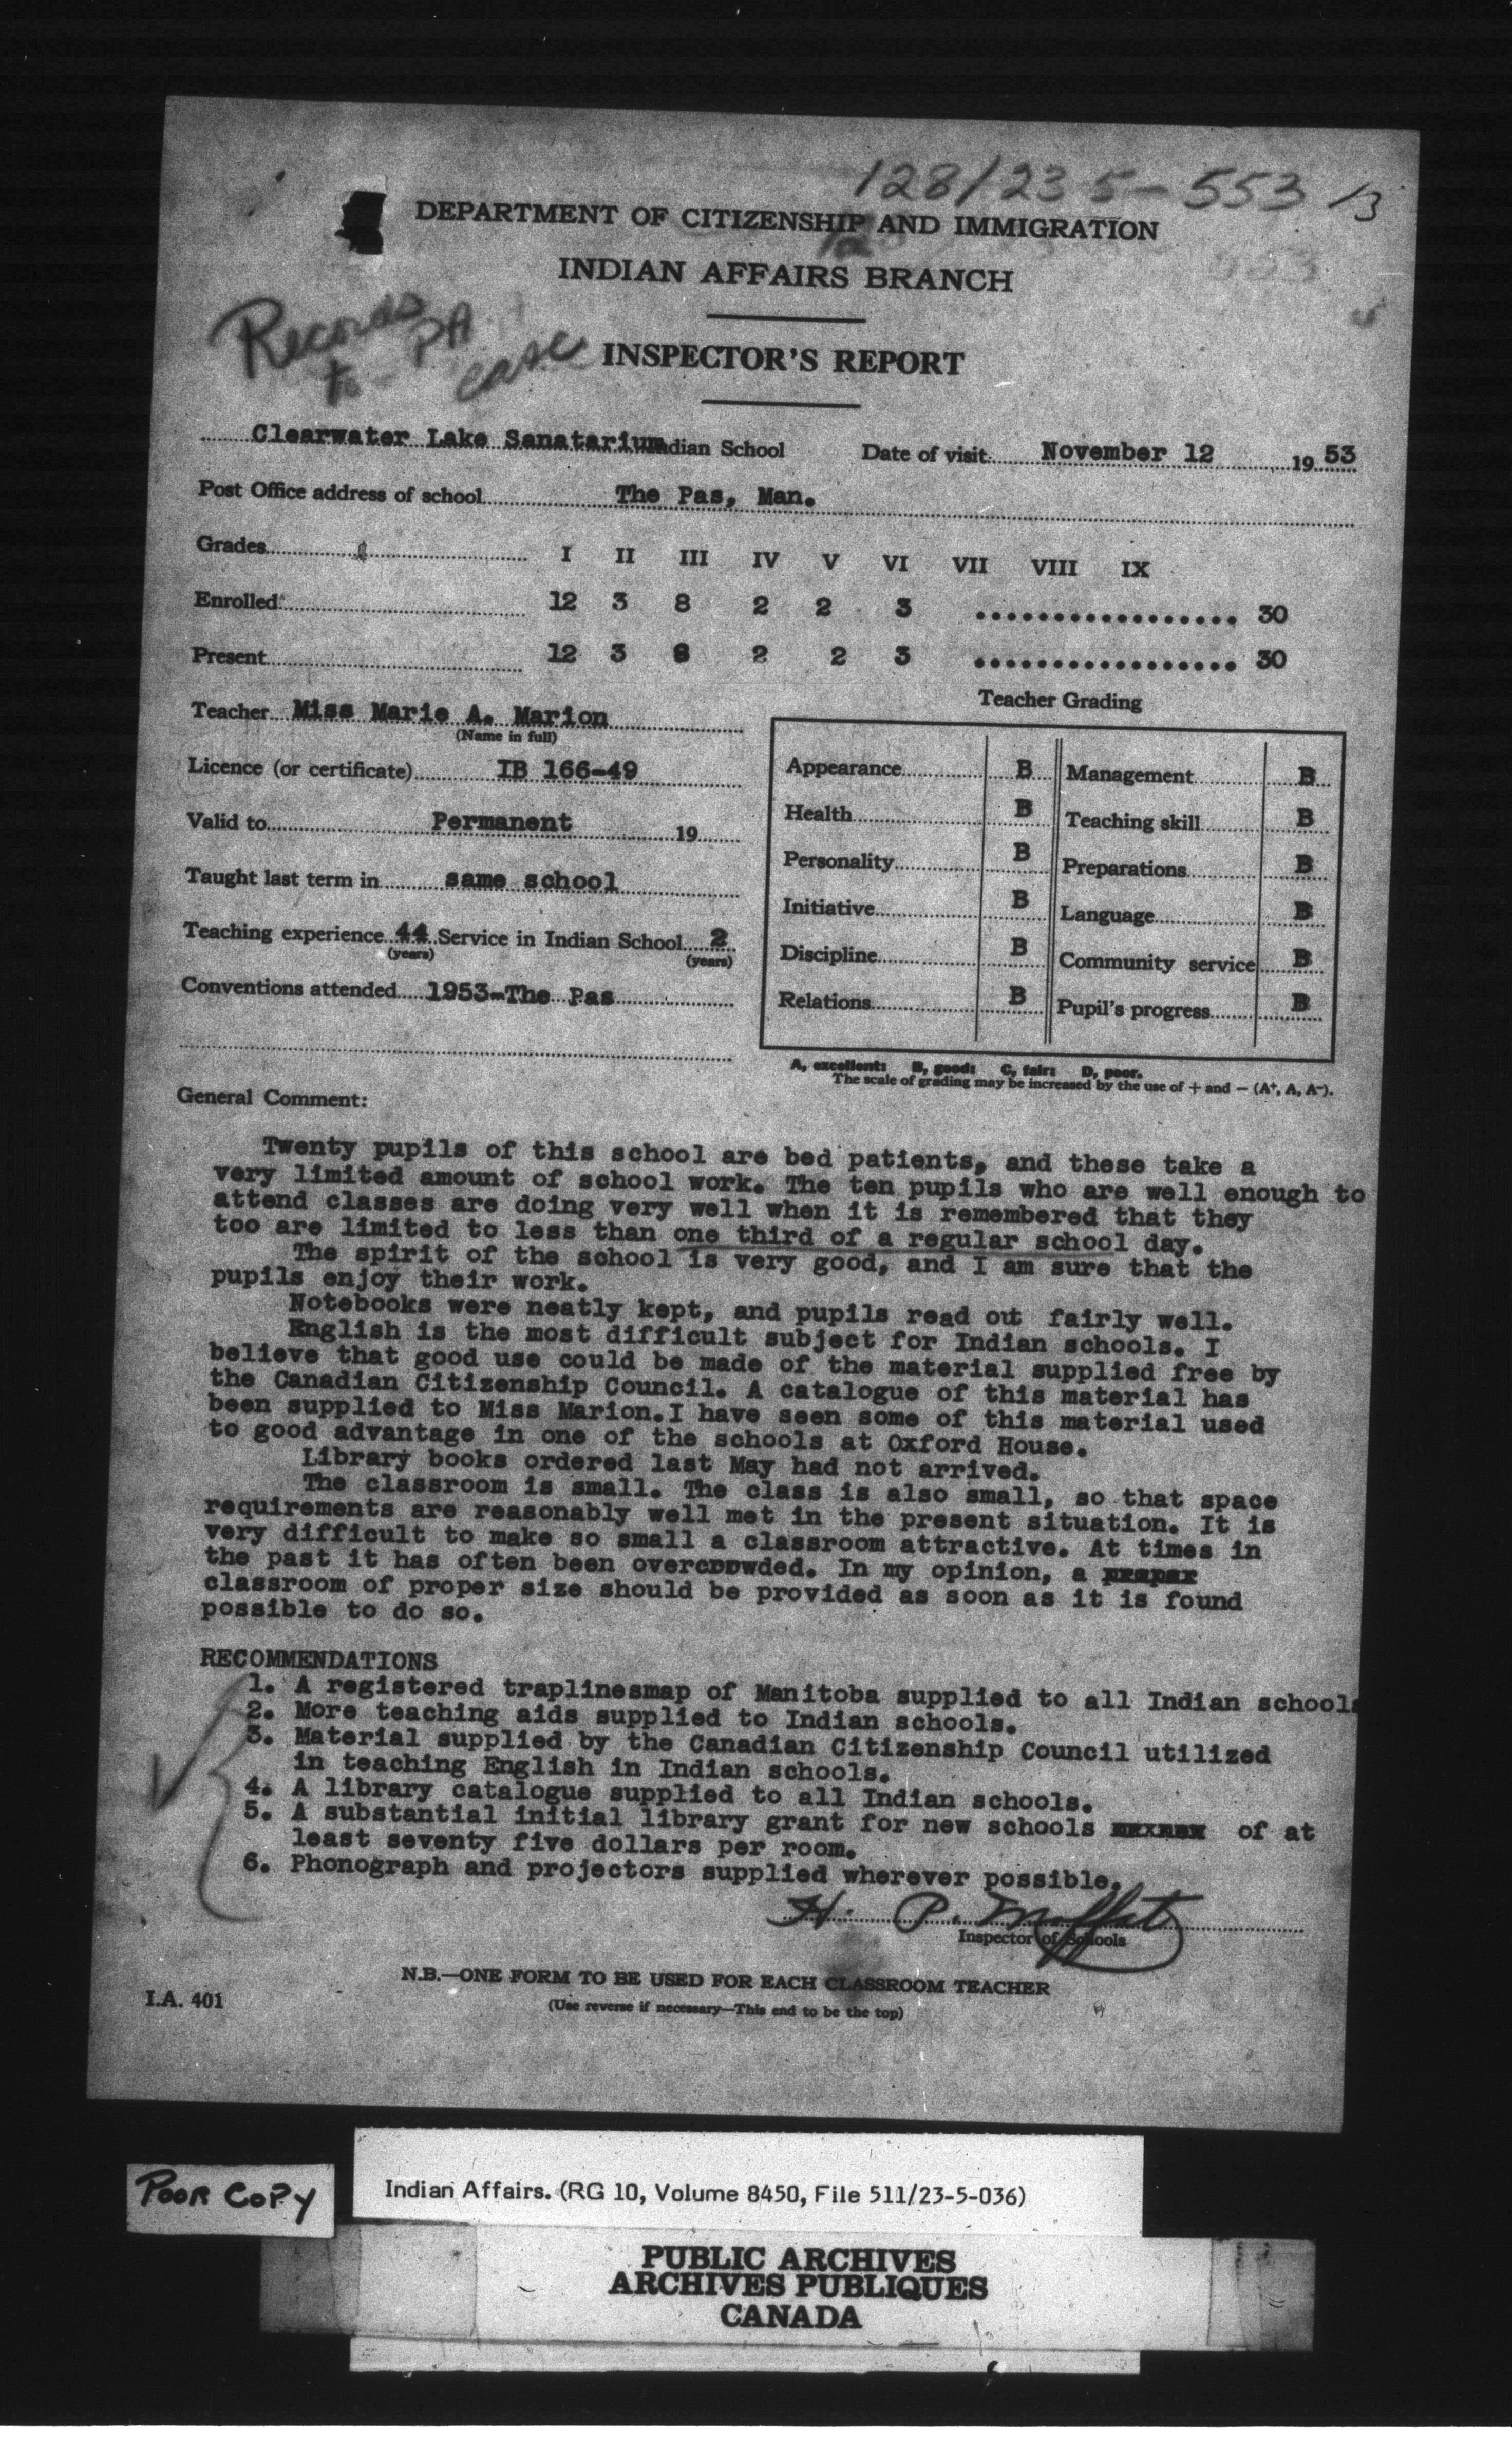 128/23 5-553 13
DEPARTMENT OF CITIZENSHIP AND IMMIGRATION
INDIAN AFFAIRS BRANCH
Records
to PA
case
INSPECTOR'S REPORT
Clearwater Lake Sanatarium Indian School Date of visit November 12 19 53
Post Office address of school The Pas, Man.
Grades I II III IV V VI VII VIII IX
Enrolled 12 3 8 2 2 3 30
Present 12 3 8 2 2 3 30
Teacher Miss Marie A. Marion
(Name in full)
Licence (or certificate) IB 166-49
Valid to Permanent 19
Taught last term in same school
Teaching experience 44 Service in Indian School 2
(years) (years)
Conventions attended 1953-The Pas
Teacher Grading
Appearance B Management B
Health B Teaching skill B
Personality B Preparations B
Initiative B Language B
Discipline B Community service B
Relations B Pupil's progress B
A, excellent: B, good: C, fair: D, poor.
The scale of grading may be increased by the use of + and - (A+, A, A-).
General Comment:
Twenty pupils of this school are bed patients, and these take a
very limited amount of school work. The ten pupils who are well enough to
attend classes are doing very well when it is remembered that they
too are limited to less than one third of a regular school day.
The spirit of the school is very good, and I am sure that the
pupils enjoy their work.
Notebooks were neatly kept, and pupils read out fairly well.
English is the most difficult subject for Indian schools. I
believe that good use could be made of the material supplied free by
the Canadian Citizenship Council. A catalogue of this material has
been supplied to Miss Marion.I have seen some of this material used
to good advantage in one of the schools at Oxford House.
Library books ordered last May had not arrived.
The classroom is small. The class is also small, so that space
requirements are reasonably well met in the present situation. It is
very difficult to make so small a classroom attractive. At times in
the past it has often been overcrowded. In my opinion, a
classroom of proper size should be provided as soon as it is found
possible to do so.
RECOMMENDATIONS
1. A registered traplinesmap of Manitoba supplied to all Indian schools
2. More teaching aids supplied to Indian schools.
3. Material supplied by the Canadian Citizenship Council utilized
in teaching English in Indian schools.
4. A library catalogue supplied to all Indian schools.
5. A substantial initial library grant for new schools of at
least seventy five dollars per room.
6. Phonograph and projectors supplied wherever possible.
H. P. Moffat
Inspector of Schools
N.B.—ONE FORM TO BE USED FOR EACH CLASSROOM TEACHER
I.A. 401
(Use reverse if necessary—This end to be the top)
POOR COPY
Indian Affairs. (RG 10, Volume 8450, File 511/23-5-036)
PUBLIC ARCHIVES
ARCHIVES PUBLIQUES
CANADA